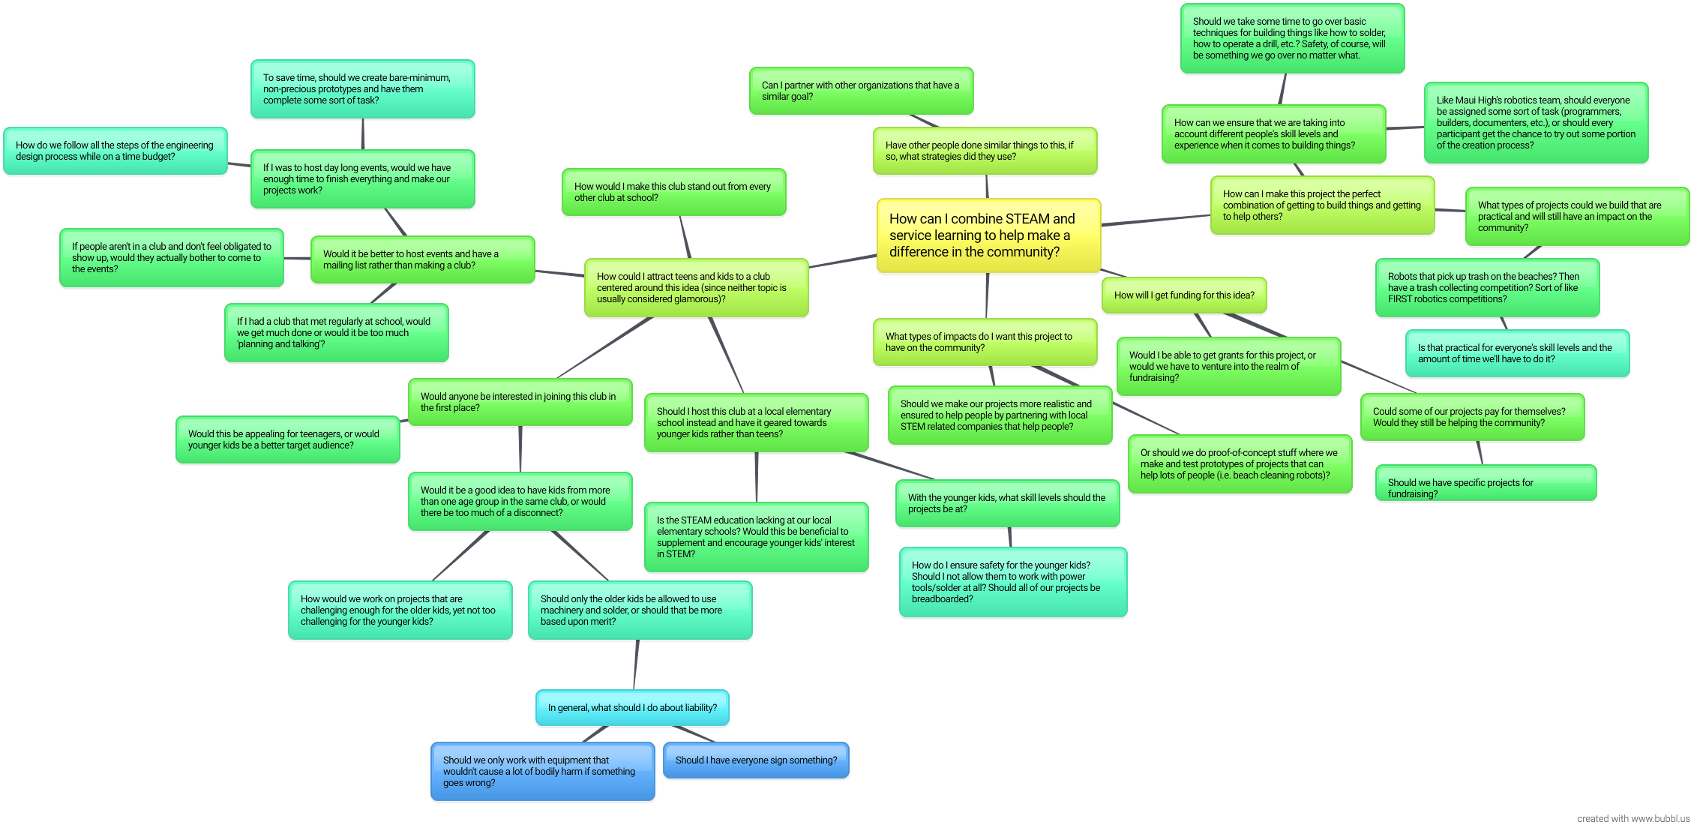 How can I combine STEAM and
service learning to help make a
difference in the community?
Have other people done similar things to this, if
so, what strategies did they use?
Can I partner with other organizations that have a
similar goal?
How can I make this project the perfect
combination of getting to build things and getting
to help others?
How can we ensure that we are taking into
account different people's skill levels and
experience when it comes to building things?
Should we take some time to go over basic
techniques for building things like how to solder,
how to operate a drill, etc.? Safety, of course, will
be something we go over no matter what.
Like Maui High's robotics team, should everyone
be assigned some sort of task (programmers,
builders, documenters, etc.), or should every
participant get the chance to try out some portion
of the creation process?
What types of projects could we build that are
practical and will still have an impact on the
community?
Robots that pick up trash on the beaches? Then
have a trash collecting competition? Sort of like
FIRST robotics competitions?
Is that practical for everyone's skill levels and the
amount of time we'll have to do it?
How will I get funding for this idea?
Would I be able to get grants for this project, or
would we have to venture into the realm of
fundraising?
Could some of our projects pay for themselves?
Would they still be helping the community?
Should we have specific projects for
fundraising?
What types of impacts do I want this project to
have on the community?
Should we make our projects more realistic and
ensured to help people by partnering with local
STEM related companies that help people?
Or should we do proof-of-concept stuff where we
make and test prototypes of projects that can
help lots of people (i.e. beach cleaning robots)?
How could I attract teens and kids to a club
centered around this idea (since neither topic is
usually considered glamorous)?
How would I make this club stand out from every
other club at school?
Would it be better to host events and have a
mailing list rather than making a club?
If I was to host day long events, would we have
enough time to finish everything and make our
projects work?
To save time, should we create bare-minimum,
non-precious prototypes and have them
complete some sort of task?
How do we follow all the steps of the engineering
design process while on a time budget?
If people aren't in a club and don't feel obligated to
show up, would they actually bother to come to
the events?
If I had a club that met regularly at school, would
we get much done or would it be too much
'planning and talking'?
Would anyone be interested in joining this club in
the first place?
Would this be appealing for teenagers, or would
younger kids be a better target audience?
Would it be a good idea to have kids from more
than one age group in the same club, or would
there be too much of a disconnect?
How would we work on projects that are
challenging enough for the older kids, yet not too
challenging for the younger kids?
Should only the older kids be allowed to use
machinery and solder, or should that be more
based upon merit?
In general, what should I do about liability?
Should we only work with equipment that
wouldn't cause a lot of bodily harm if something
goes wrong?
Should I have everyone sign something?
Should I host this club at a local elementary
school instead and have it geared towards
younger kids rather than teens?
Is the STEAM education lacking at our local
elementary schools? Would this be beneficial to
supplement and encourage younger kids' interest
in STEM?
With the younger kids, what skill levels should the
projects be at?
How do I ensure safety for the younger kids?
Should I not allow them to work with power
tools/solder at all? Should all of our projects be
breadboarded?
created with www.bubbl.us